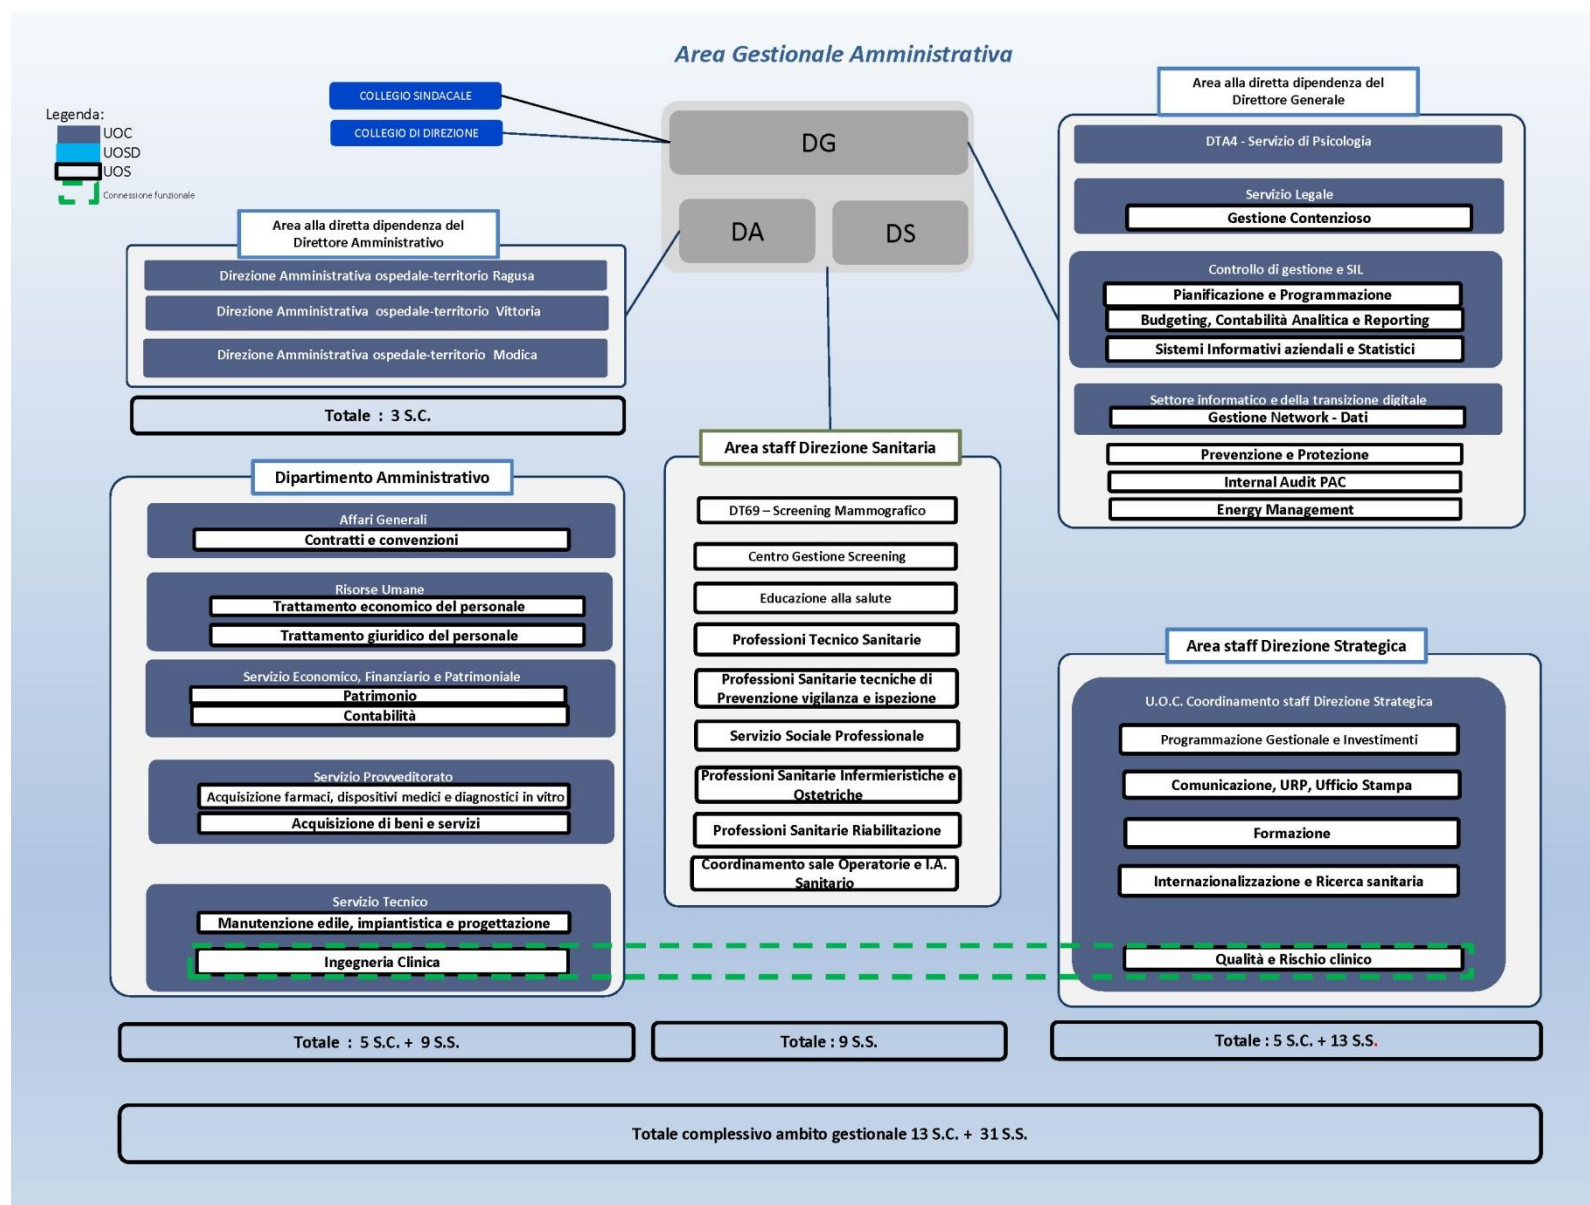 Area Gestionale Amministrativa
COLLEGIO SINDACALE
COLLEGIO DI DIREZIONE
Legenda:
UOC
UOSD
UOS
Connessione funzionale
DG
DA
DS
Area alla diretta dipendenza del
Direttore Amministrativo
Direzione Amministrativa ospedale-territorio Ragusa
Direzione Amministrativa  ospedale-territorio  Vittoria
Direzione Amministrativa ospedale-territorio  Modica
Totale  :  3 S.C.
Dipartimento Amministrativo
Affari Generali
Contratti e convenzioni
Risorse Umane
Trattamento economico del personale
Trattamento giuridico del personale
Servizio Economico, Finanziario e Patrimoniale
Patrimonio
Contabilità
Servizio Provveditorato
Acquisizione farmaci, dispositivi medici e diagnostici in vitro
Acquisizione di beni e servizi
Servizio Tecnico
Manutenzione edile, impiantistica e progettazione
Ingegneria Clinica
Totale  :  5 S.C. +  9 S.S.
Area staff Direzione Sanitaria
DT69 – Screening Mammografico
Centro Gestione Screening
Educazione alla salute
Professioni Tecnico Sanitarie
Professioni Sanitarie tecniche di
Prevenzione vigilanza e ispezione
Servizio Sociale Professionale
Professioni Sanitarie Infermieristiche e
Ostetriche
Professioni Sanitarie Riabilitazione
Coordinamento sale Operatorie e I.A.
Sanitario
Totale : 9 S.S.
Area alla diretta dipendenza del
Direttore Generale
DTA4 - Servizio di Psicologia
Servizio Legale
Gestione Contenzioso
Controllo di gestione e SIL
Pianificazione e Programmazione
Budgeting, Contabilità Analitica e Reporting
Sistemi Informativi aziendali e Statistici
Settore informatico e della transizione digitale
Gestione Network - Dati
Prevenzione e Protezione
Internal Audit PAC
Energy Management
Area staff Direzione Strategica
U.O.C. Coordinamento staff Direzione Strategica
Programmazione Gestionale e Investimenti
Comunicazione, URP, Ufficio Stampa
Formazione
Internazionalizzazione e Ricerca sanitaria
Qualità e Rischio clinico
Totale : 5 S.C. + 13 S.S.
Totale complessivo ambito gestionale 13 S.C. +  31 S.S.